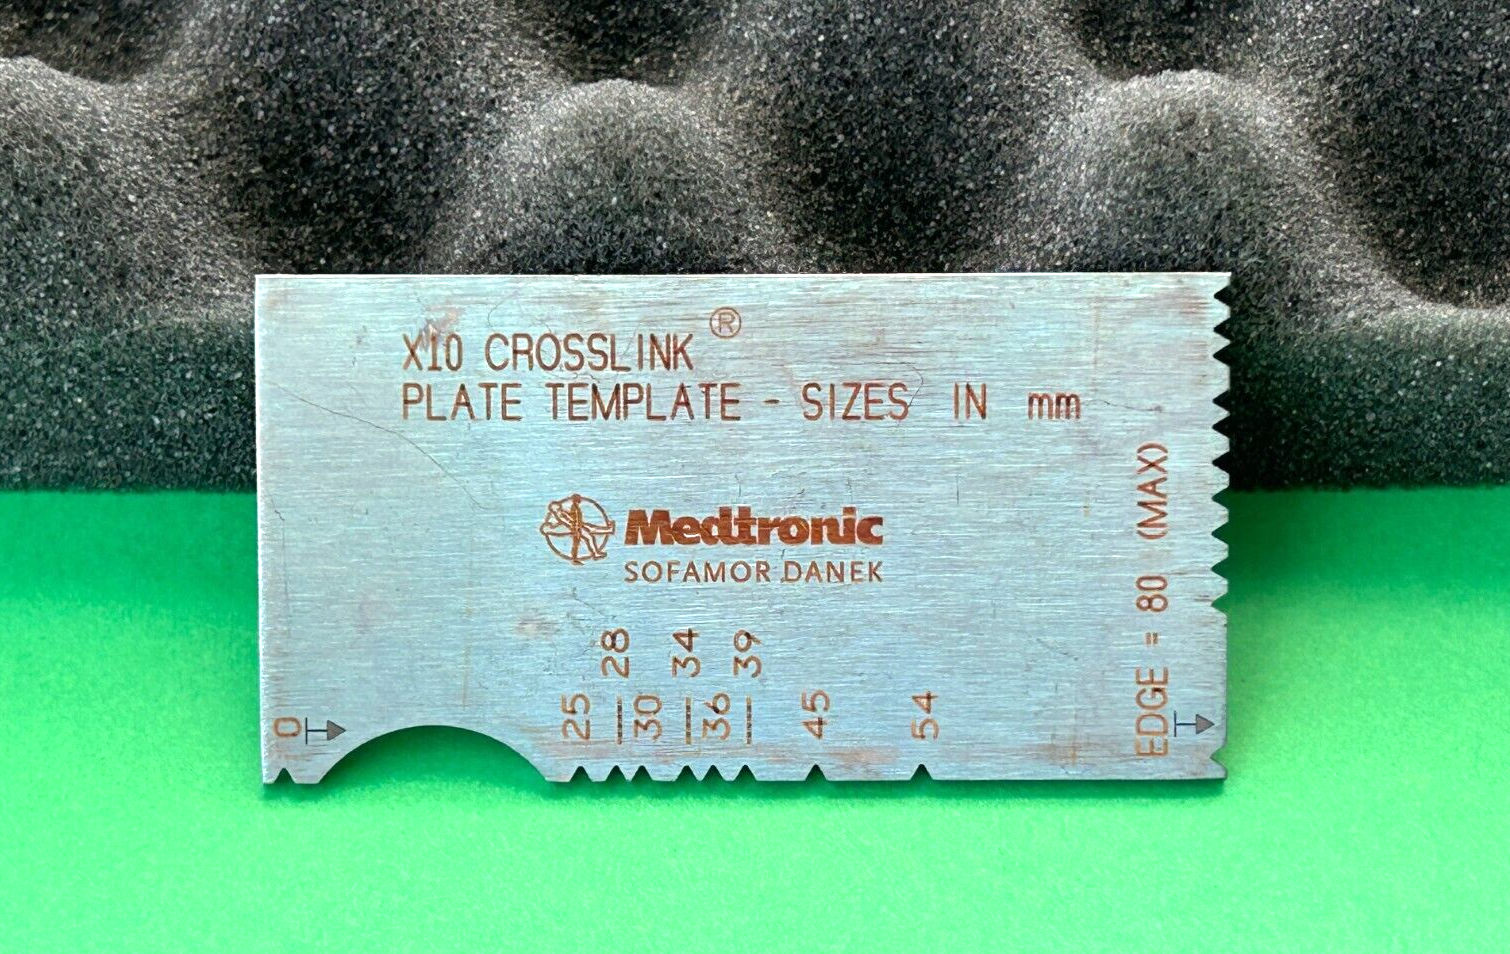 X10 CROSSLINK®
PLATE TEMPLATE - SIZES IN mm
Medtronic
SOFAMOR DANEK
28 34 39
0 25 30 36 45 54
EDGE = 80 (MAX)